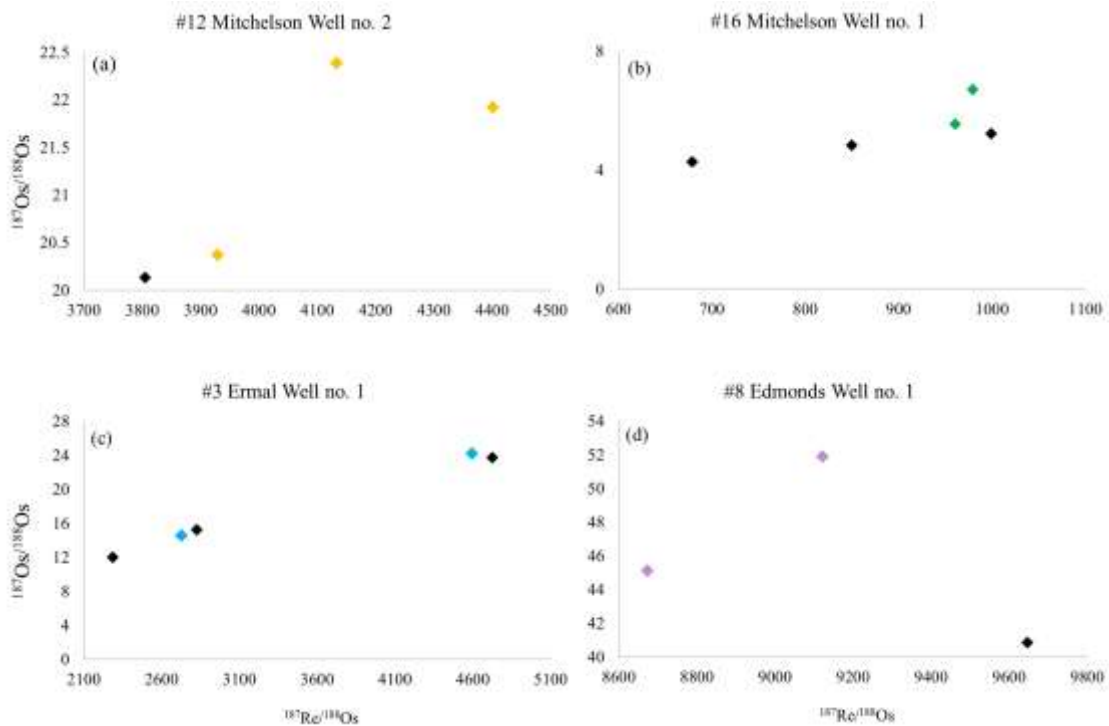 #12 Mitchelson Well no. 2
(a)
¹⁸⁷Os/¹⁸⁸Os
22.5
22
21.5
21
20.5
20
3700 3800 3900 4000 4100 4200 4300 4400 4500
#16 Mitchelson Well no. 1
(b)
8
4
0
600 700 800 900 1000 1100
#3 Ermal Well no. 1
(c)
¹⁸⁷Os/¹⁸⁸Os
28
24
20
16
12
8
4
0
2100 2600 3100 3600 4100 4600 5100
¹⁸⁷Re/¹⁸⁸Os
#8 Edmonds Well no. 1
(d)
54
52
50
48
46
44
42
40
8600 8800 9000 9200 9400 9600 9800
¹⁸⁷Re/¹⁸⁸Os